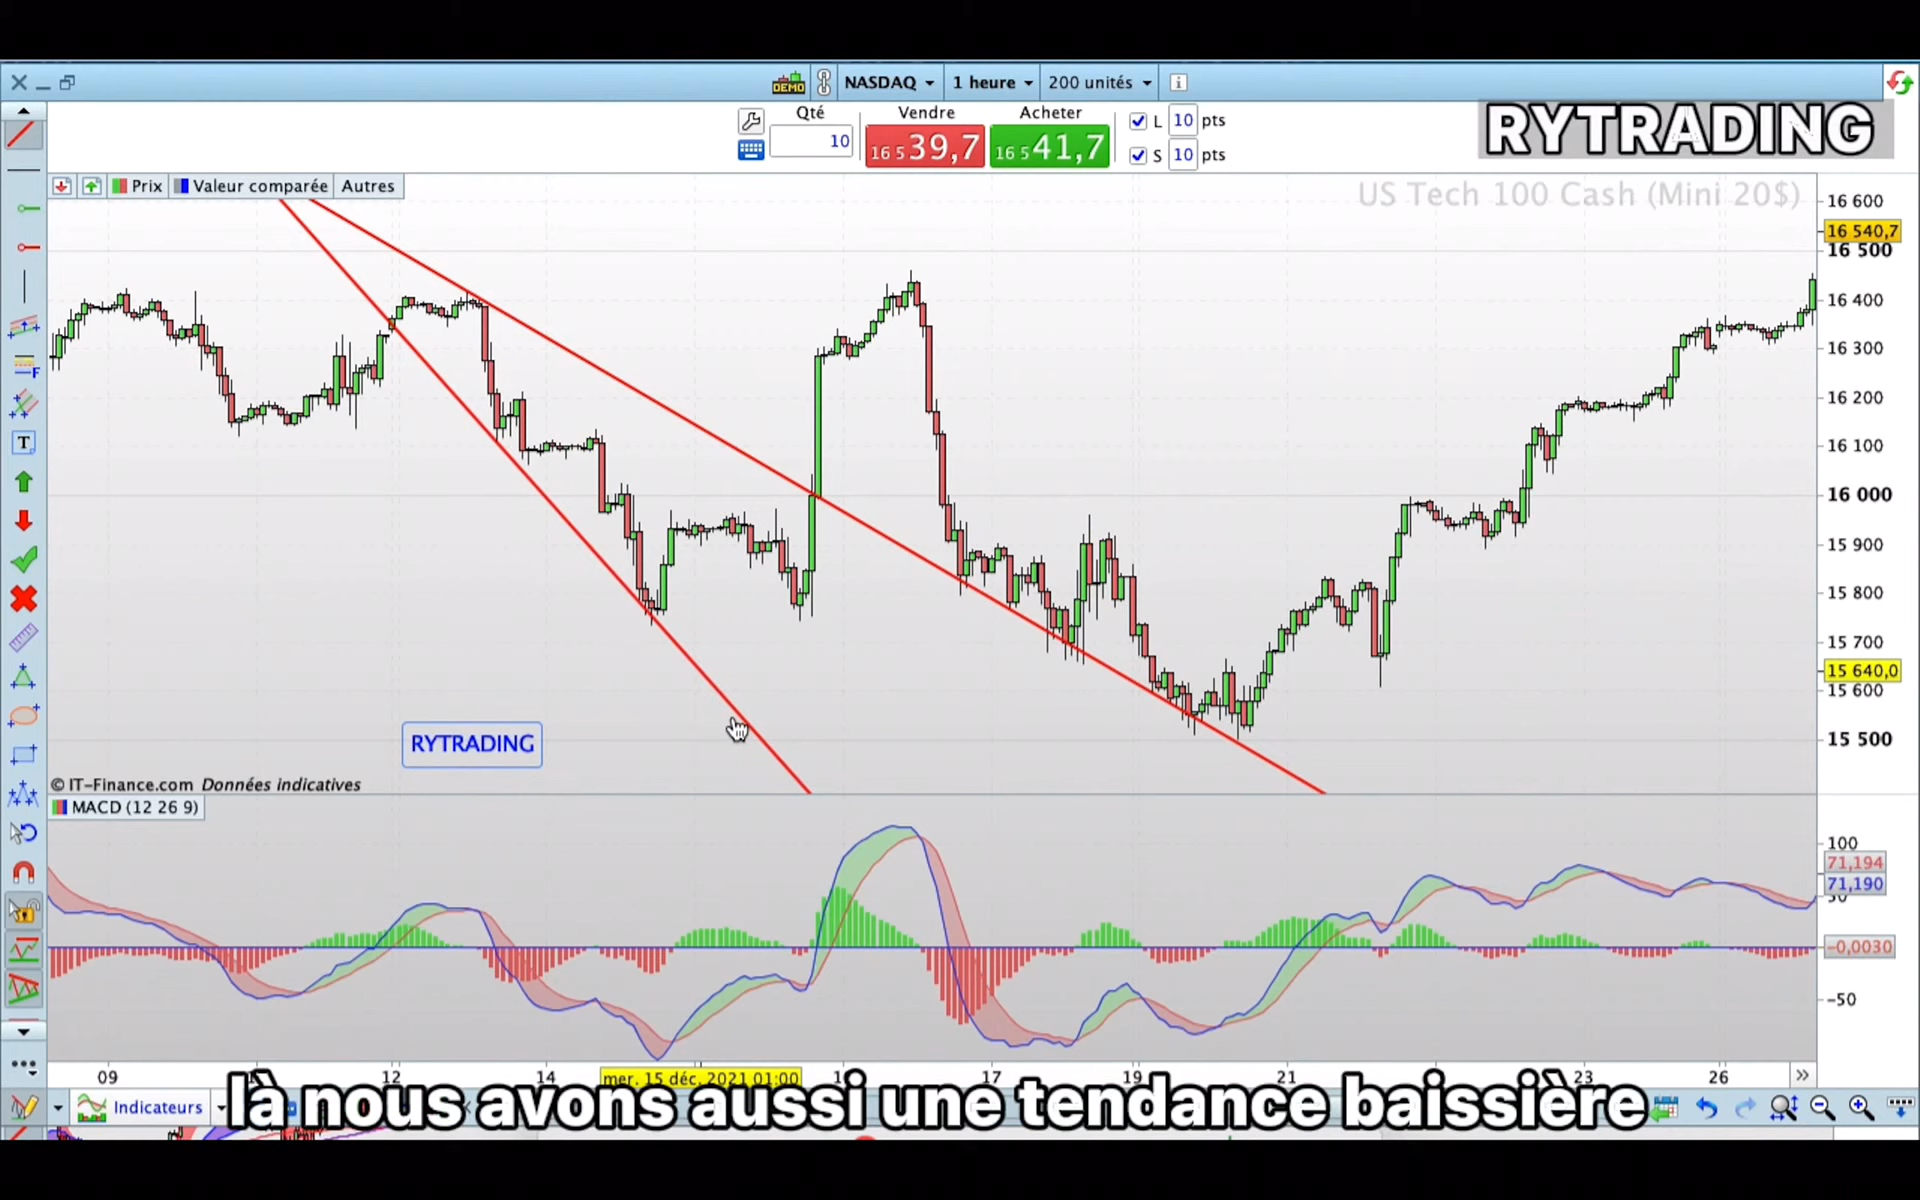 DEMO NASDAQ 1 heure 200 unités i
Qté Vendre Acheter
10 16 539,7 16 541,7
L 10 pts
S 10 pts
RYTRADING
Prix Valeur comparée Autres
US Tech 100 Cash (Mini 20$)
16 600
16 540,7
16 500
16 400
16 300
16 200
16 100
16 000
15 900
15 800
15 700
15 640,0
15 600
15 500
F
T
RYTRADING
© IT-Finance.com Données indicatives
MACD (12 26 9)
100
71,194
71,190
50
-0,0030
-50
09 12 14 mer. 15 déc. 2021 01:00 17 19 21 23 26 »
Indicateurs
là nous avons aussi une tendance baissière